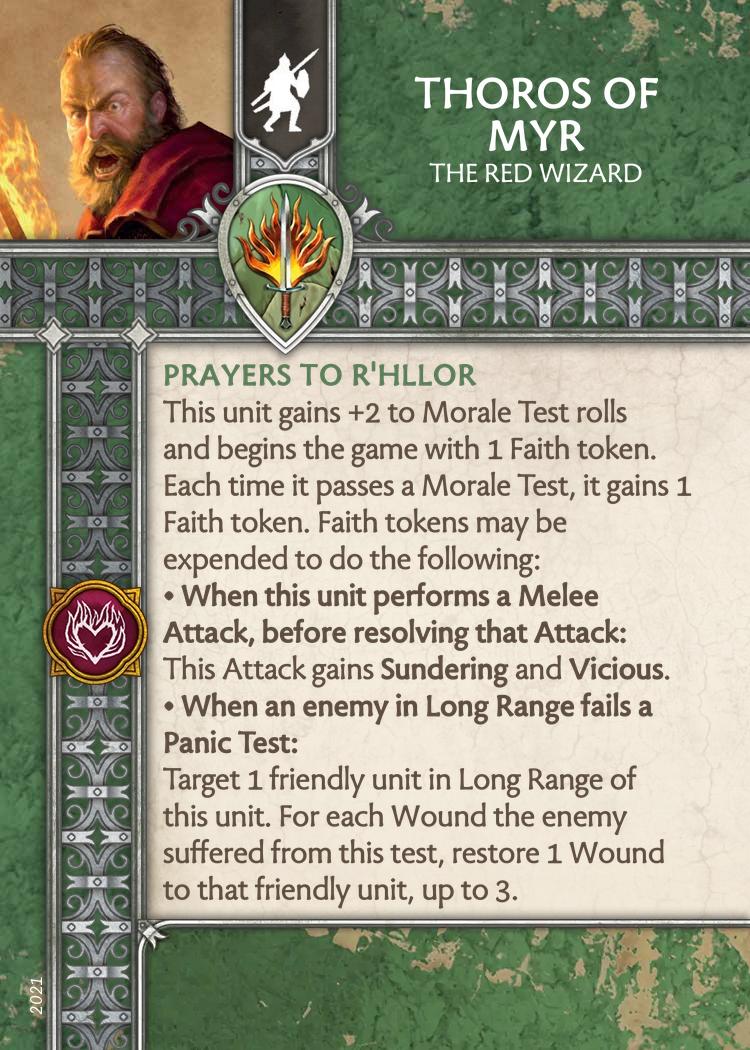 THOROS OF
MYR
THE RED WIZARD
PRAYERS TO R'HLLOR
This unit gains +2 to Morale Test rolls
and begins the game with 1 Faith token.
Each time it passes a Morale Test, it gains 1
Faith token. Faith tokens may be
expended to do the following:
• When this unit performs a Melee
Attack, before resolving that Attack:
This Attack gains Sundering and Vicious.
• When an enemy in Long Range fails a
Panic Test:
Target 1 friendly unit in Long Range of
this unit. For each Wound the enemy
suffered from this test, restore 1 Wound
to that friendly unit, up to 3.
2021